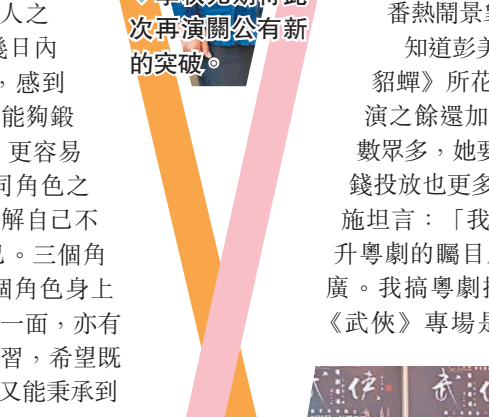 次再演關公有新
的突破。
人之
幾日內
，感到
能夠鍛
更容易
司角色之
解自己不
已。三個角
個角色身上
一面，亦有
習，希望既
又能秉承到
番熱鬧景
知道彭美
貂蟬》所花
演之餘還加
數眾多，她要
錢投放也更多
施坦言：「我
升粵劇的矚目
廣。我搞粵劇
《武俠》專場是
武俠